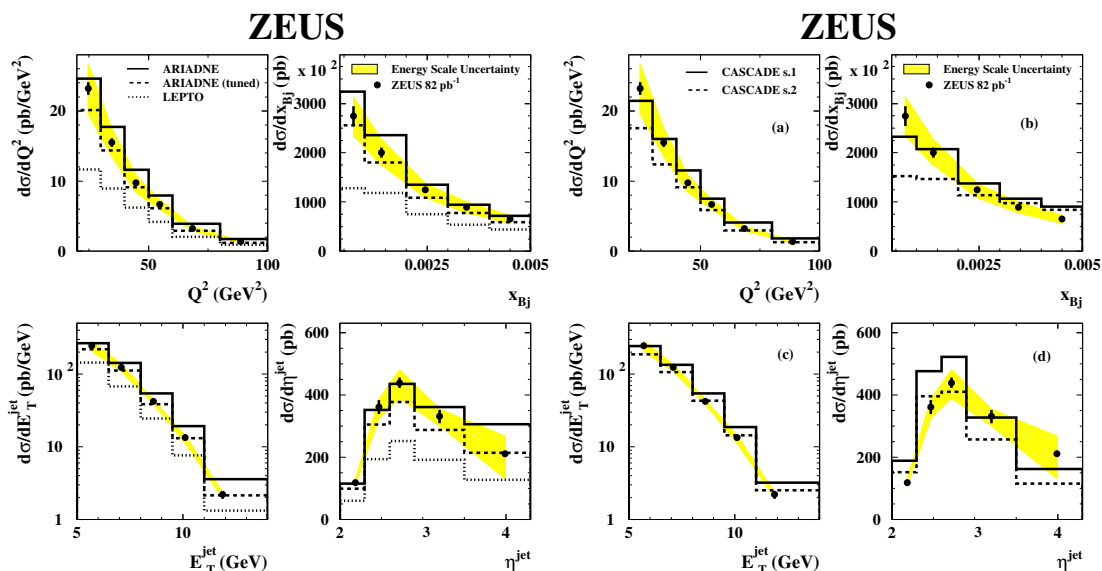 ZEUS
dσ/dQ² (pb/GeV²)
20
10
0
50
100
Q² (GeV²)
ARIADNE
ARIADNE (tuned)
LEPTO
dσ/dx_Bj (pb)
x 10²
3000
2000
1000
0
0.0025
0.005
x_Bj
Energy Scale Uncertainty
ZEUS 82 pb⁻¹
dσ/dE_T^jet (pb/GeV)
10²
10
1
5
10
E_T^jet (GeV)
dσ/dη^jet (pb)
600
400
200
0
2
3
4
η^jet
ZEUS
dσ/dQ² (pb/GeV²)
20
10
0
50
100
Q² (GeV²)
CASCADE s.1
CASCADE s.2
(a)
dσ/dx_Bj (pb)
x 10²
3000
2000
1000
0
0.0025
0.005
x_Bj
Energy Scale Uncertainty
ZEUS 82 pb⁻¹
(b)
dσ/dE_T^jet (pb/GeV)
10²
10
1
5
10
E_T^jet (GeV)
(c)
dσ/dη^jet (pb)
600
400
200
0
2
3
4
η^jet
(d)